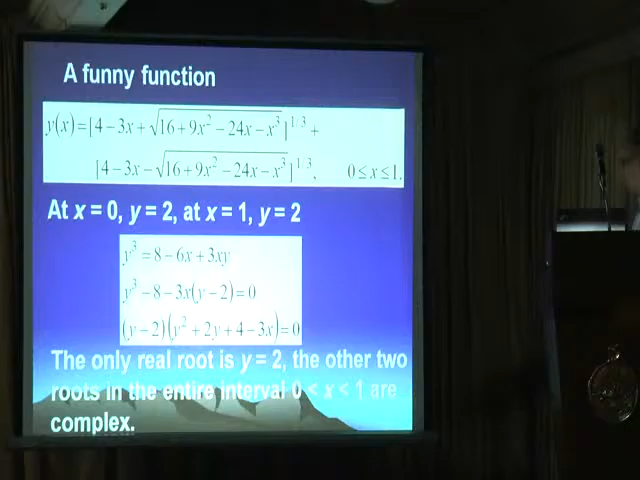 A funny function
y(x)=[4−3x+√16+9x²−24x−x³]^1/3+
[4−3x−√16+9x²−24x−x³]^1/3,    0≤x≤1.
At x = 0, y = 2, at x = 1, y = 2
y³=8−6x+3xy
y³−8−3x(y−2)=0
(y−2)(y²+2y+4−3x)=0
The only real root is y = 2, the other two
roots in the entire interval 0 < x < 1 are
complex.